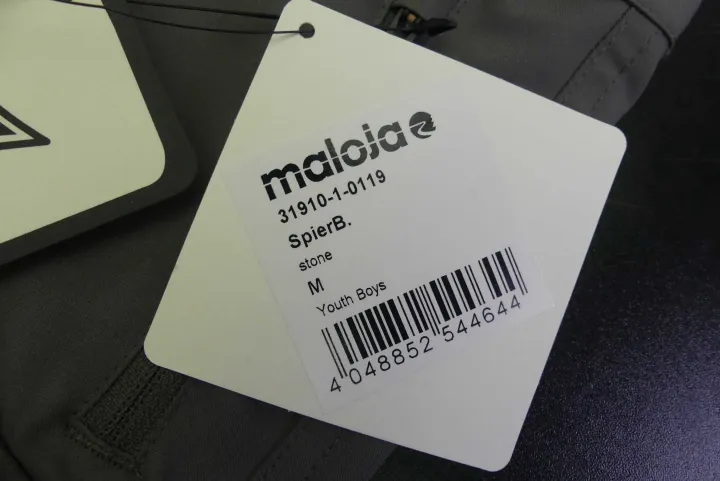 maloja
31910-1-0119
SpierB.
stone
M
Youth Boys
4 048852 544644